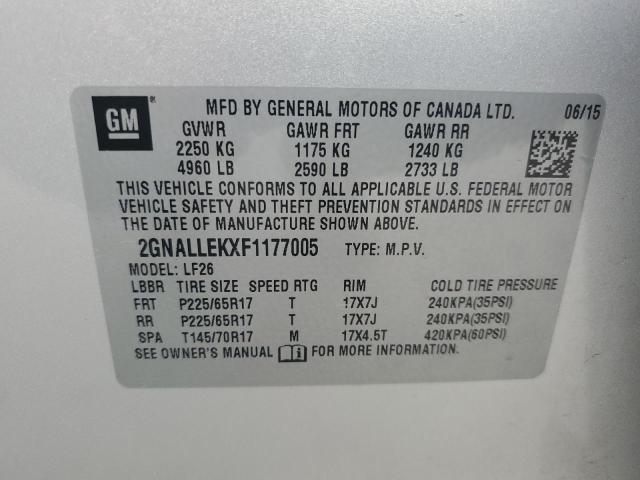 GM ®
MFD BY GENERAL MOTORS OF CANADA LTD. 06/15
GVWR GAWR FRT GAWR RR
2250 KG 1175 KG 1240 KG
4960 LB 2590 LB 2733 LB
THIS VEHICLE CONFORMS TO ALL APPLICABLE U.S. FEDERAL MOTOR
VEHICLE SAFETY AND THEFT PREVENTION STANDARDS IN EFFECT ON
THE DATE OF MANUFACTURE SHOWN ABOVE.
2GNALLEKXF1177005 TYPE: M.P.V.
MODEL: LF26
LBBR TIRE SIZE SPEED RTG RIM COLD TIRE PRESSURE
FRT P225/65R17 T 17X7J 240KPA(35PSI)
RR P225/65R17 T 17X7J 240KPA(35PSI)
SPA T145/70R17 M 17X4.5T 420KPA(60PSI)
SEE OWNER'S MANUAL FOR MORE INFORMATION.